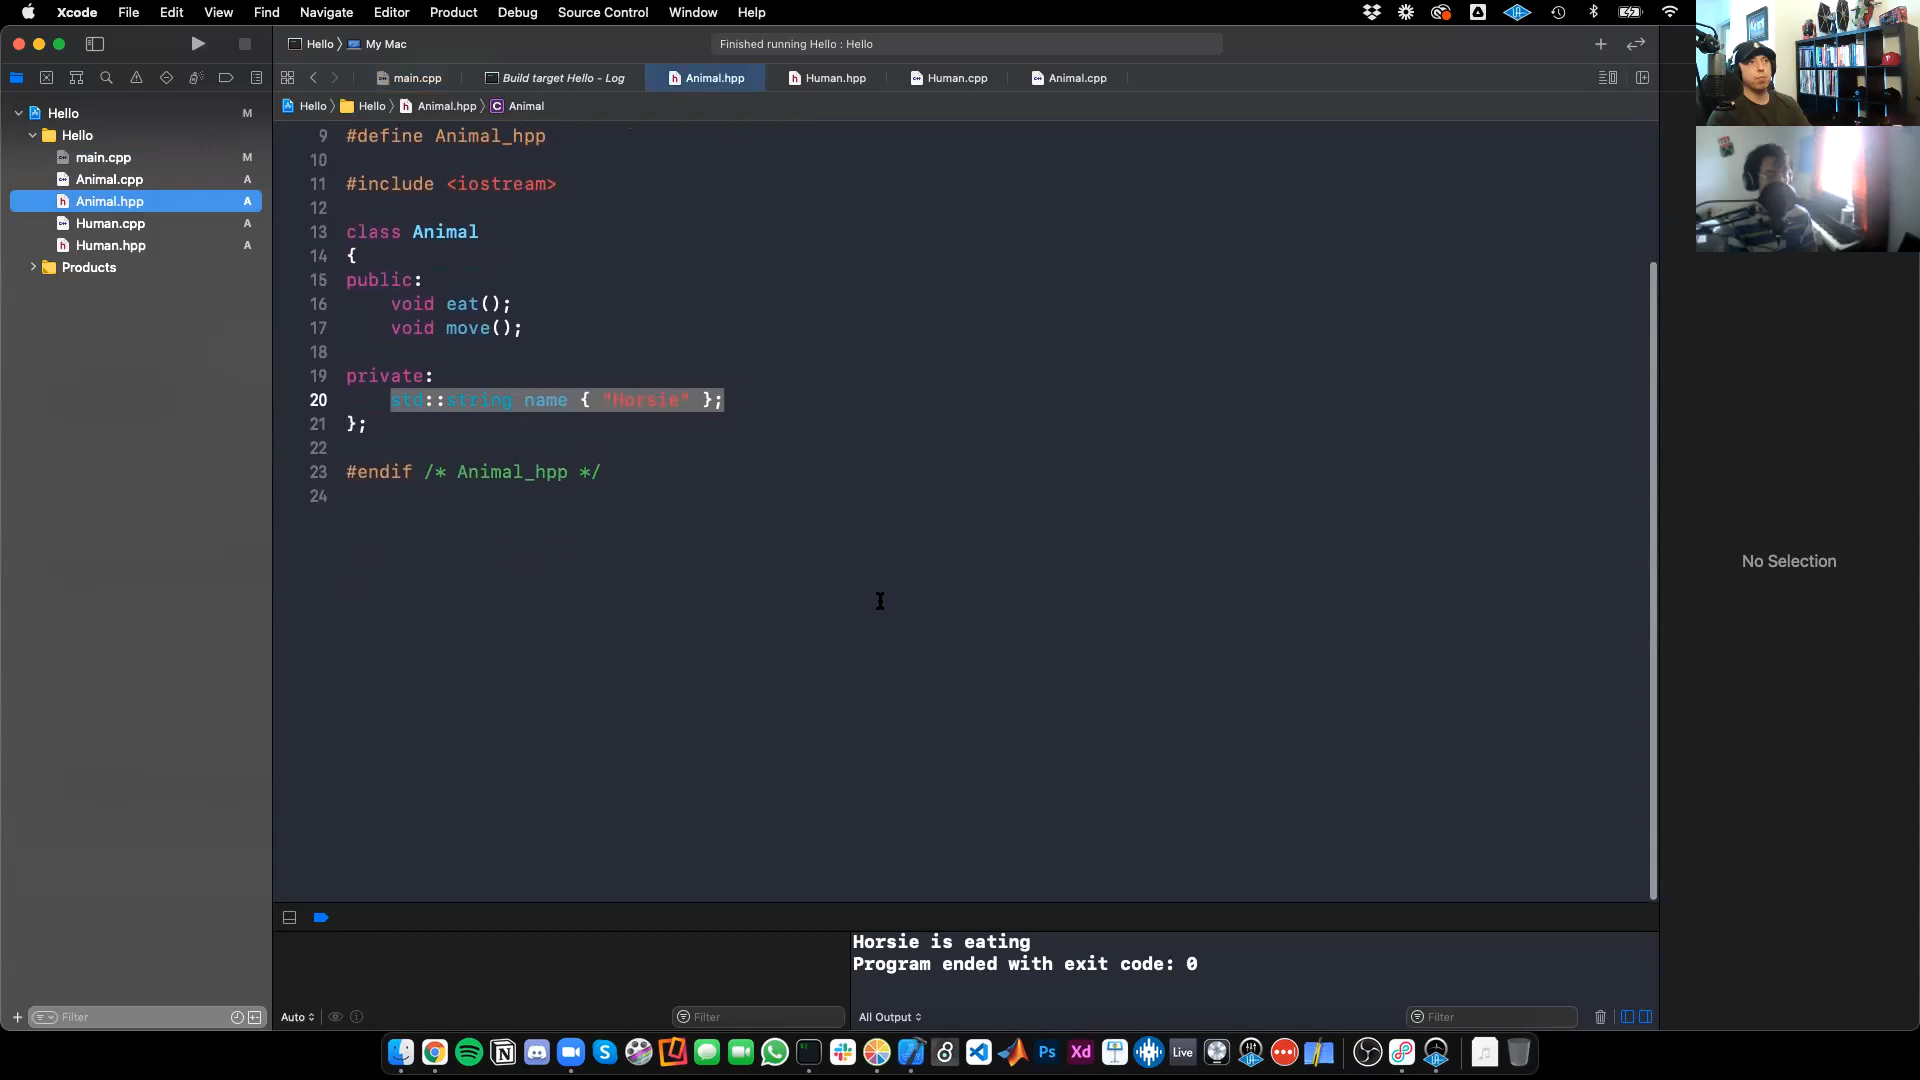 Xcode File Edit View Find Navigate Editor Product Debug Source Control Window Help
Hello My Mac
Finished running Hello : Hello
main.cpp Build target Hello - Log Animal.hpp Human.hpp Human.cpp Animal.cpp
Hello Hello Animal.hpp Animal
Hello M
Hello
main.cpp M
Animal.cpp A
Animal.hpp A
Human.cpp A
Human.hpp A
Products
9 #define Animal_hpp
10
11 #include <iostream>
12
13 class Animal
14 {
15 public:
16 void eat();
17 void move();
18
19 private:
20 std::string name { "Horsie" };
21 };
22
23 #endif /* Animal_hpp */
24
No Selection
Horsie is eating
Program ended with exit code: 0
Filter
Auto
Filter
All Output
Filter
Ps Xd Live